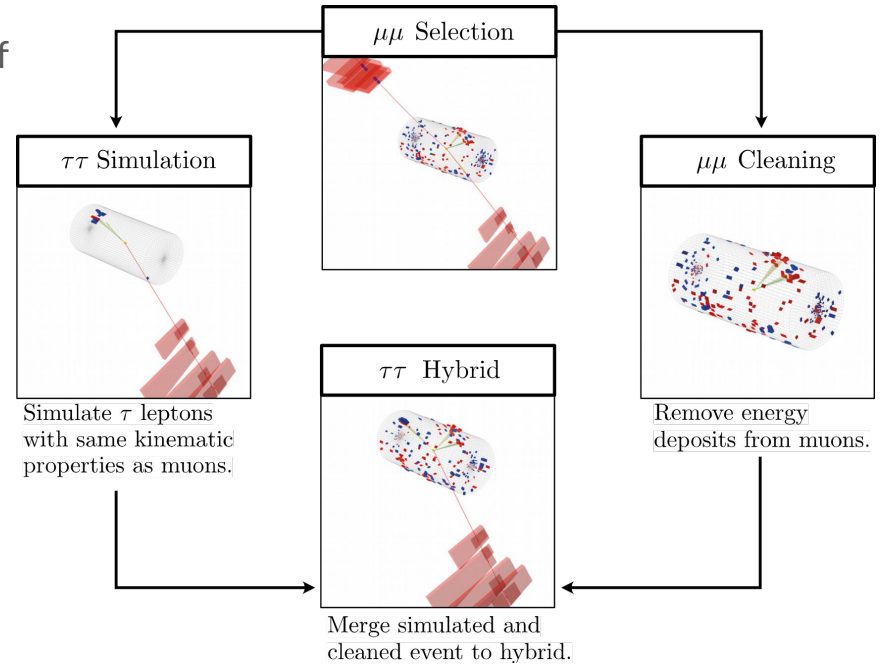 f
μμ Selection
ττ Simulation
μμ Cleaning
Simulate τ leptons
with same kinematic
properties as muons.
ττ Hybrid
Remove energy
deposits from muons.
Merge simulated and
cleaned event to hybrid.